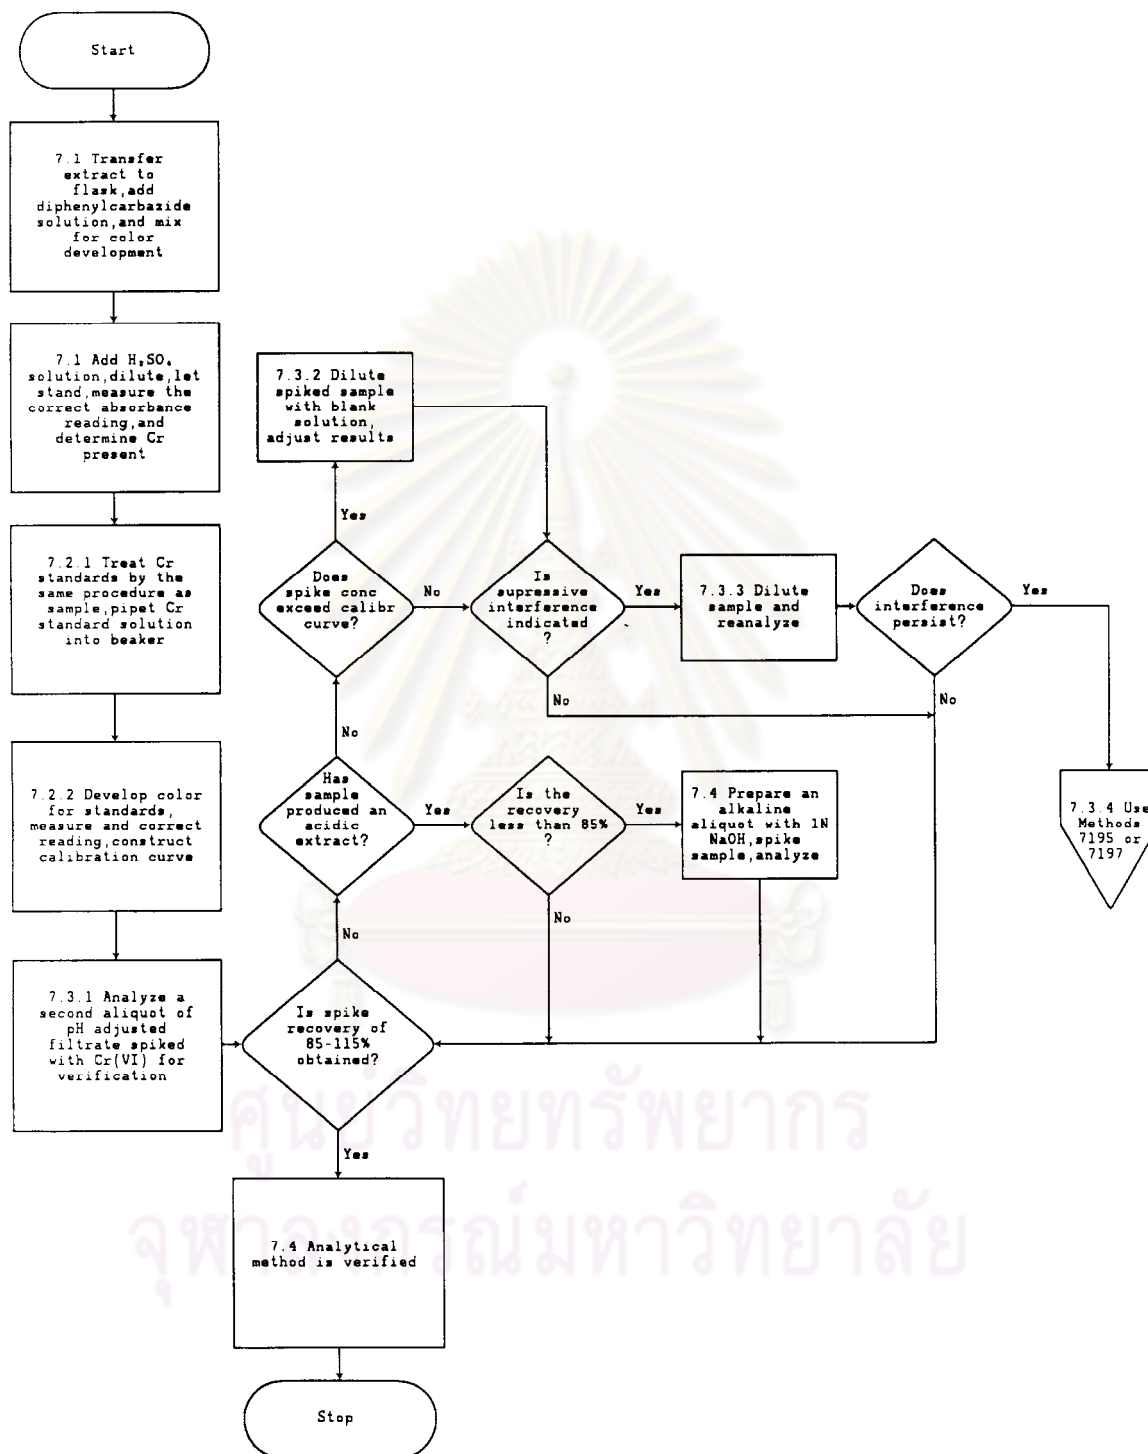 Start
7.1 Transfer
extract to
flask,add
diphenylcarbazide
solution,and mix
for color
development
7.1 Add H₂SO₄
solution,dilute,let
stand,measure the
correct absorbance
reading,and
determine Cr
present
7.2.1 Treat Cr
standards by the
same procedure as
sample,pipet Cr
standard solution
into beaker
7.2.2 Develop color
for standards,
measure and correct
reading,construct
calibration curve
7.3.1 Analyze a
second aliquot of
pH adjusted
filtrate spiked
with Cr(VI) for
verification
Is spike
recovery of
85-115%
obtained?
No
Has
sample
produced an
acidic
extract?
No
Does
spike conc
exceed calibr
curve?
Yes
7.3.2 Dilute
spiked sample
with blank
solution,
adjust results
No
Is
supressive
interference
indicated
?
Yes
No
7.3.3 Dilute
sample and
reanalyze
Does
interference
persist?
Yes
No
7.3.4 Use
Methods
7195 or
7197
Yes
Is the
recovery
less than 85%
?
Yes
No
7.4 Prepare an
alkaline
aliquot with 1N
NaOH,spike
sample,analyze
Yes
7.4 Analytical
method is verified
Stop
ศูนย์วิทยทรัพยากร
จุฬาลงกรณ์มหาวิทยาลัย